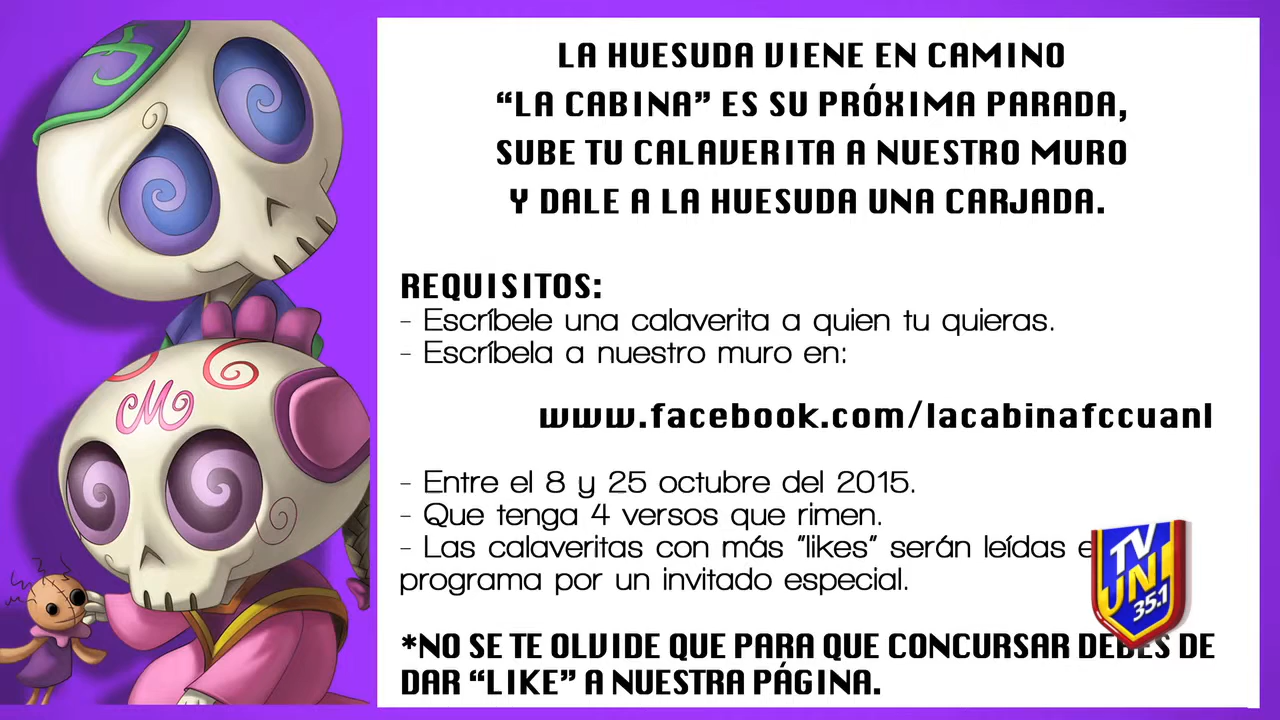 LA HUESUDA VIENE EN CAMINO
“LA CABINA” ES SU PRÓXIMA PARADA,
SUBE TU CALAVERITA A NUESTRO MURO
Y DALE A LA HUESUDA UNA CARJADA.
REQUISITOS:
- Escríbele una calaverita a quien tu quieras.
- Escríbela a nuestro muro en:
www.facebook.com/lacabinafccuanl
- Entre el 8 y 25 octubre del 2015.
- Que tenga 4 versos que rimen.
- Las calaveritas con más "likes" serán leídas
programa por un invitado especial.
*NO SE TE OLVIDE QUE PARA QUE CONCURSAR DEBES DE
DAR “LIKE” A NUESTRA PÁGINA.
M
TV
UNL
35.1